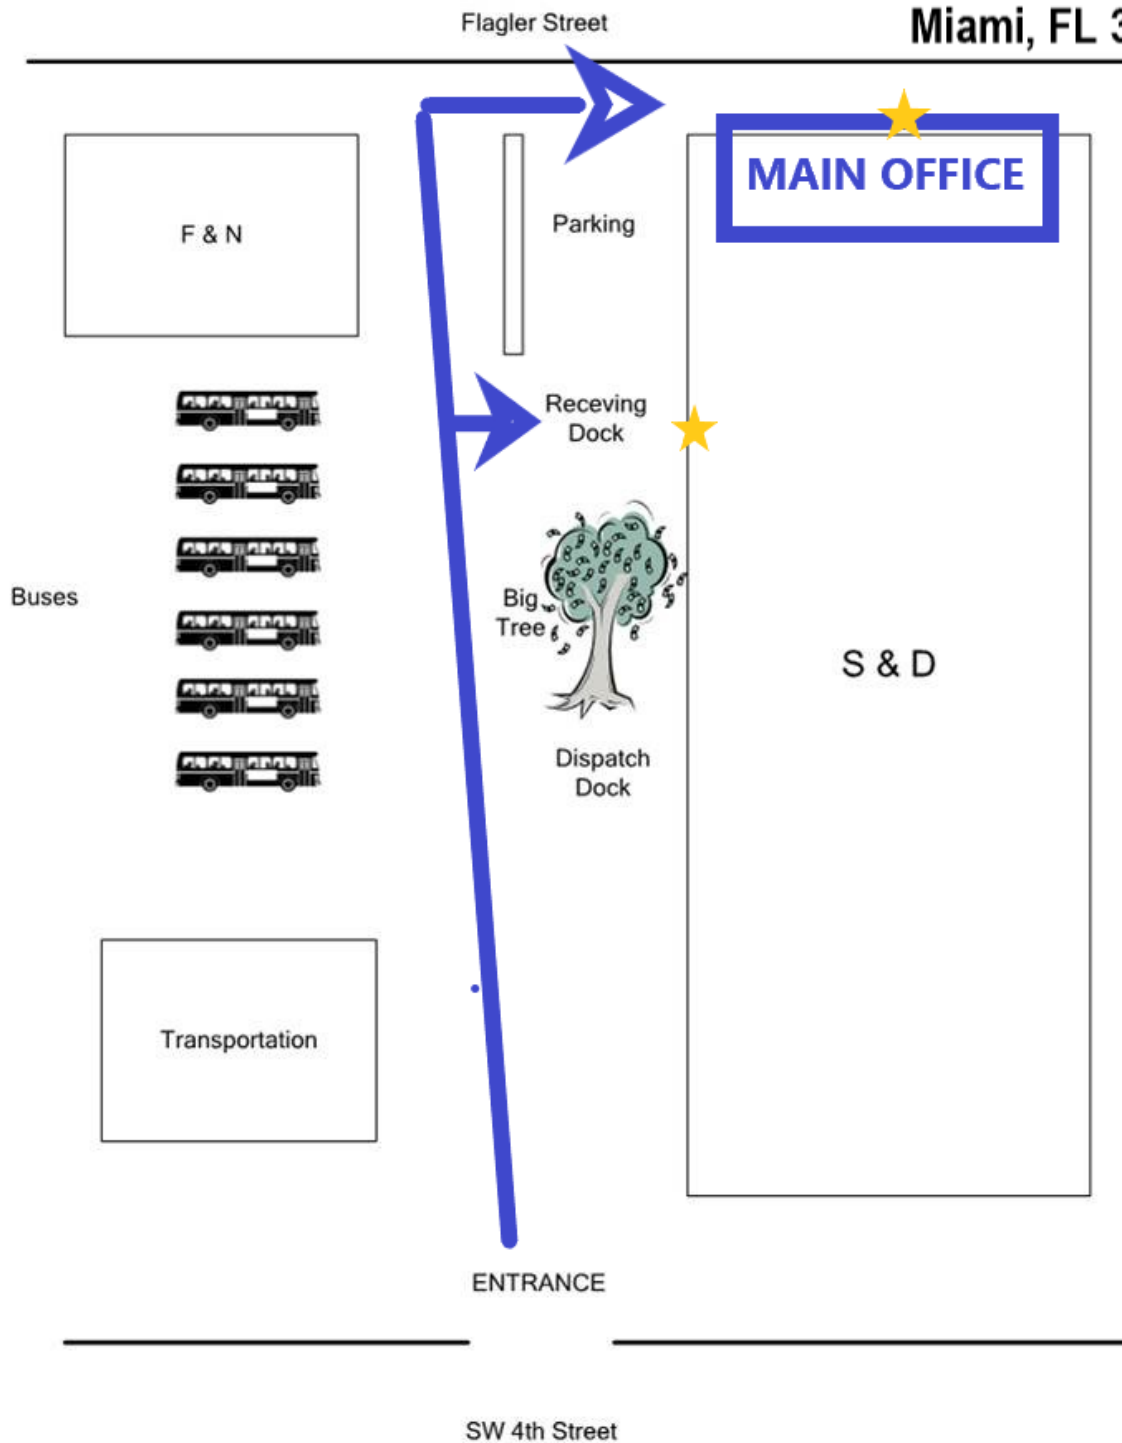 Flagler Street
Miami, FL 3
MAIN OFFICE
F & N
Parking
Receving
Dock
Buses
Big
Tree
S & D
Dispatch
Dock
Transportation
ENTRANCE
SW 4th Street